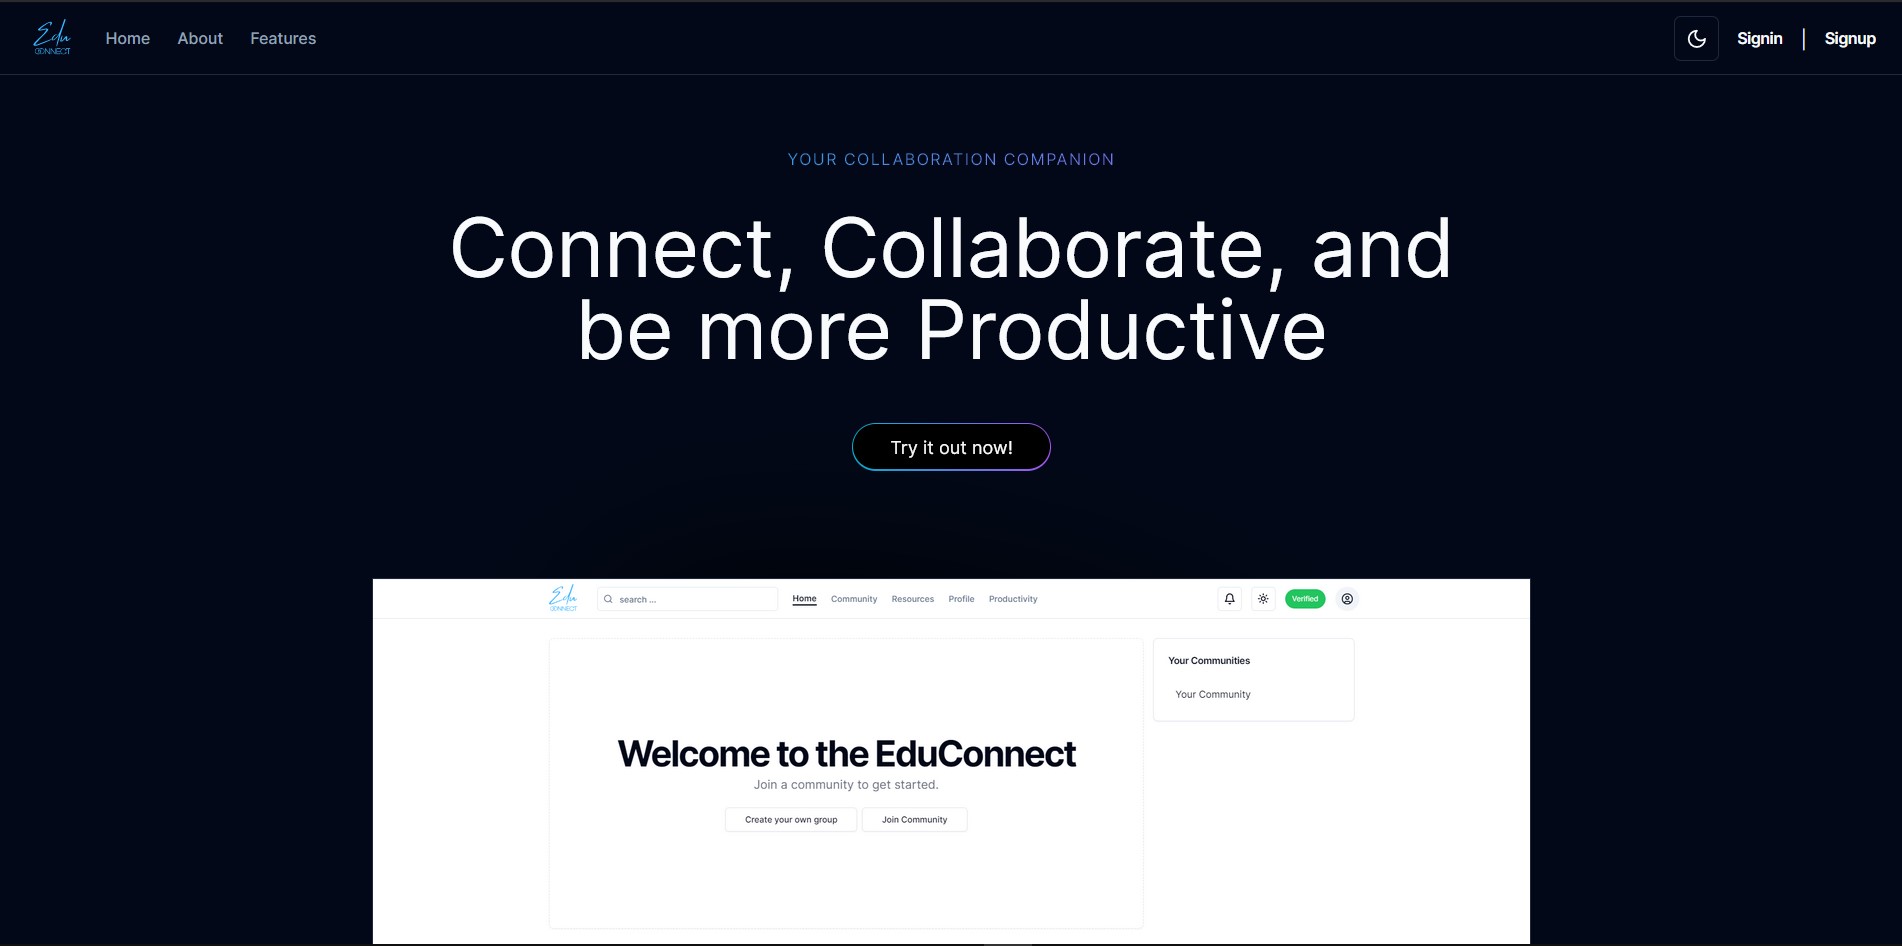 Edu
CONNECT
Home About Features
Signin | Signup
YOUR COLLABORATION COMPANION
Connect, Collaborate, and
be more Productive
Try it out now!
Edu
CONNECT
search ...
Home Community Resources Profile Productivity
Verified
Your Communities
Your Community
Welcome to the EduConnect
Join a community to get started.
Create your own group Join Community